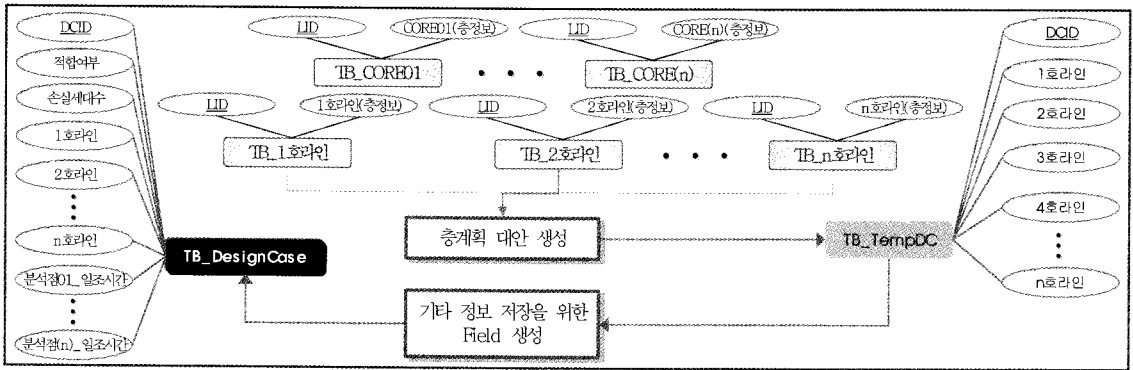 DCID
적합여부
손실세대수
1호라인
2호라인
n호라인
분석점01_일조시간
분석점(n)_일조시간
TB_DesignCase
LID
CORE01(층정보)
TB_CORE01
LID
CORE(n)(층정보)
TB_CORE(n)
LID
1호라인(층정보)
TB_1호라인
LID
2호라인(층정보)
TB_2호라인
LID
n호라인(층정보)
TB_n호라인
층계획 대안 생성
기타 정보 저장을 위한
Field 생성
TB_TempDC
DCID
1호라인
2호라인
3호라인
4호라인
n호라인